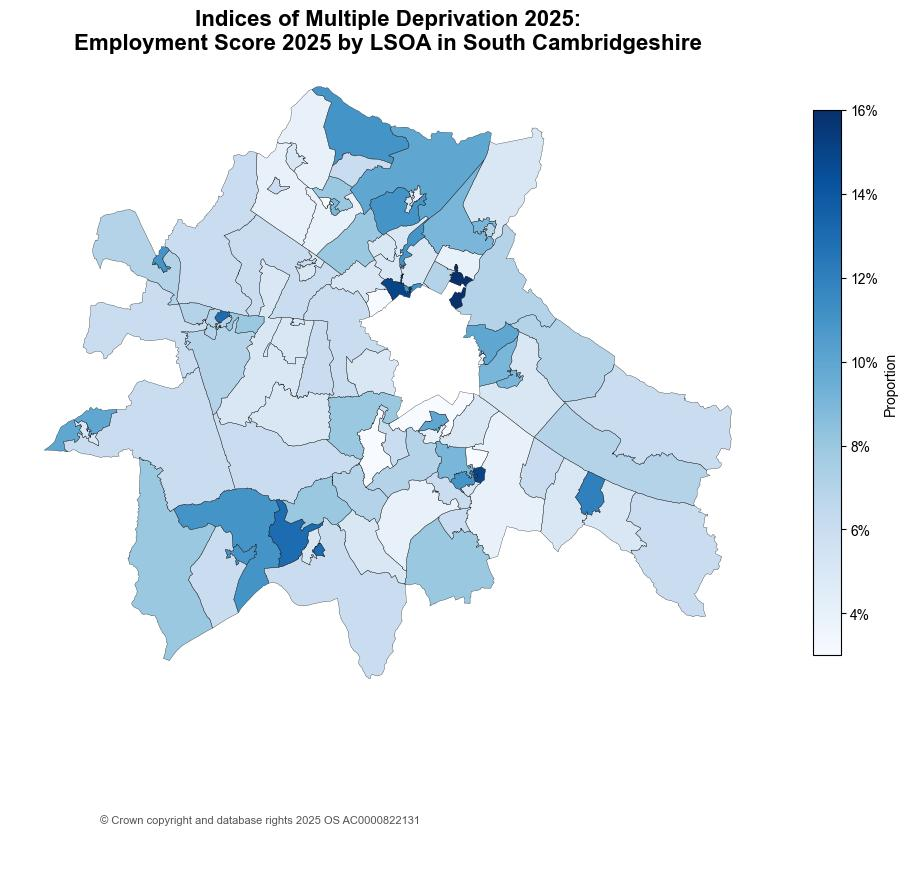 Indices of Multiple Deprivation 2025:
Employment Score 2025 by LSOA in South Cambridgeshire
16%
14%
12%
10%
8%
6%
4%
Proportion
© Crown copyright and database rights 2025 OS AC0000822131